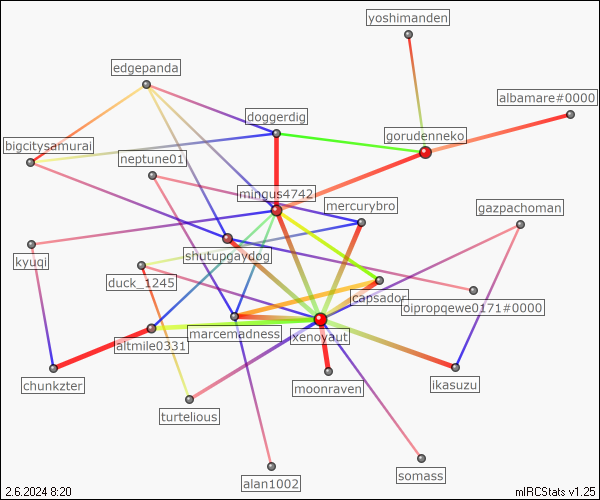 yoshimanden
edgepanda
albamare#0000
doggerdig
gorudenneko
bigcitysamurai
neptune01
mingus4742
mercurybro
gazpachoman
kyuqi
shutupgaydog
duck_1245
capsador
0ipropqewe0171#0000
marcemadness
xenoyaut
altmile0331
chunkzter
moonraven
ikasuzu
turtelious
somass
alan1002
2.6.2024 8:20
mIRCStats v1.25